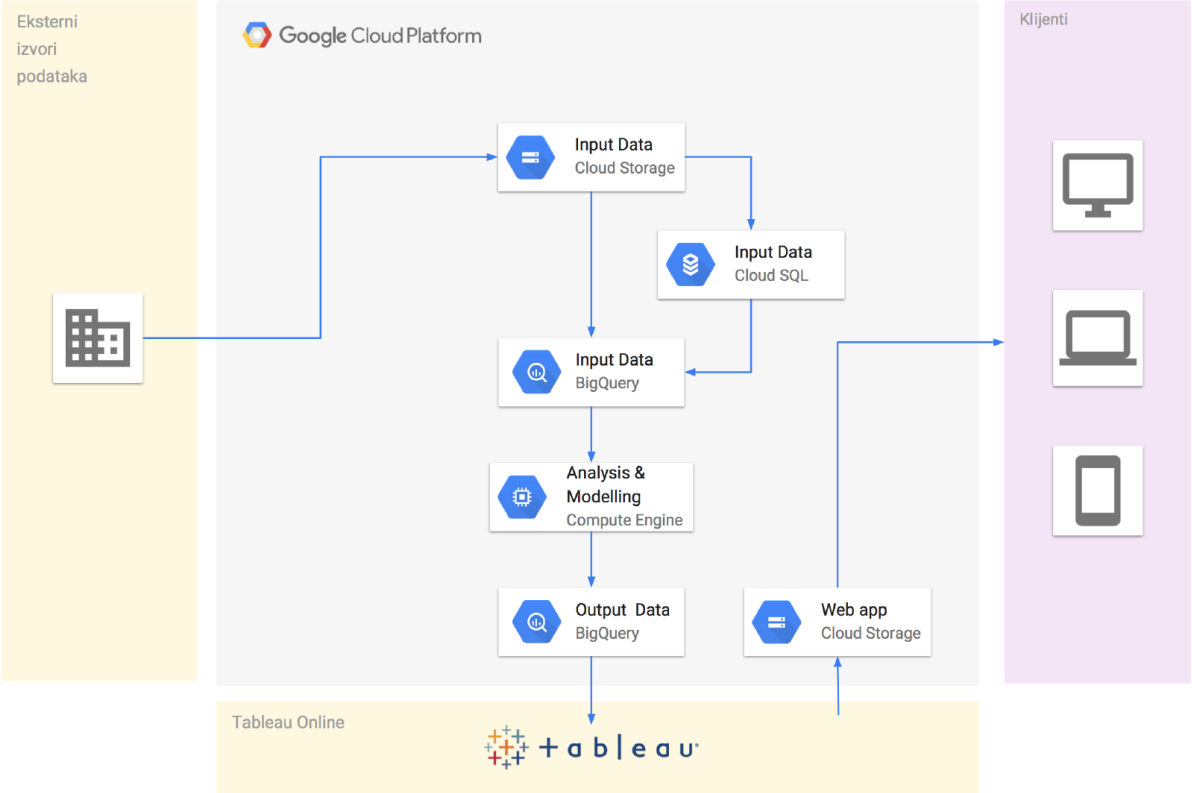 Eksterni
izvori
podataka
Google Cloud Platform
Klijenti
Input Data
Cloud Storage
Input Data
Cloud SQL
Input Data
BigQuery
Analysis &
Modelling
Compute Engine
Output Data
BigQuery
Web app
Cloud Storage
Tableau Online
+ableau